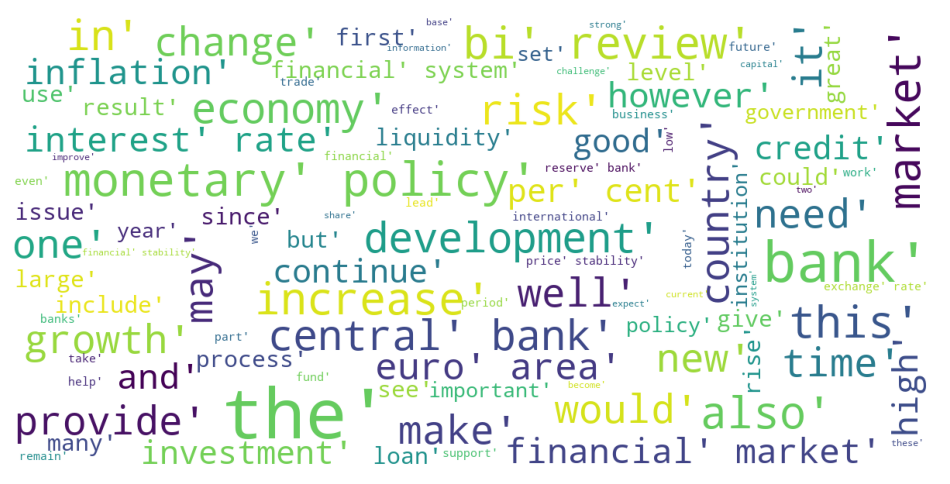 in' change' first' base' bi' review' strong' information' set' it' future' great' market'
inflation' financial' system' trade' challenge' level' capital'
use' result' economy' effect' risk' however' business' government'
interest' rate' liquidity' good' low' country' credit'
improve' financial' reserve' bank' could' work'
even' monetary' policy' per' cent' institution' two'
issue' year' since' share' lead' international' need'
one' we' but' development' today' bank'
financial' stability' may' price' stability'
large' continue' well' system' exchange' rate'
include' increase' period' expect' current'
banks' growth' part' central' bank' policy' give' this'
take' process' euro' area' rise' new' time'
help' and' fund' see' important' become' high'
provide' the' would' also'
many' make' these'
remain' investment' loan' support' financial' market'